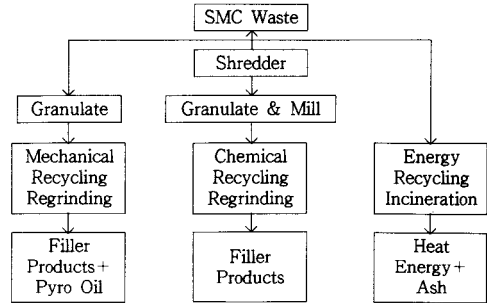 SMC Waste
Shredder
Granulate
Granulate & Mill
Mechanical
Recycling
Regrinding
Chemical
Recycling
Regrinding
Energy
Recycling
Incineration
Filler
Products+
Pyro Oil
Filler
Products
Heat
Energy+
Ash